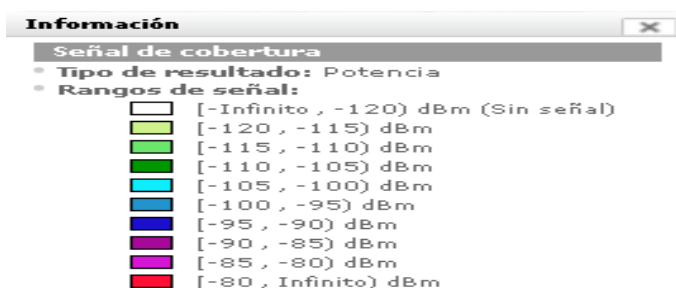 Información
Señal de cobertura
Tipo de resultado: Potencia
Rangos de señal:
[-Infinito , -120) dBm (Sin señal)
[-120 , -115) dBm
[-115 , -110) dBm
[-110 , -105) dBm
[-105 , -100) dBm
[-100 , -95) dBm
[-95 , -90) dBm
[-90 , -85) dBm
[-85 , -80) dBm
[-80 , Infinito) dBm